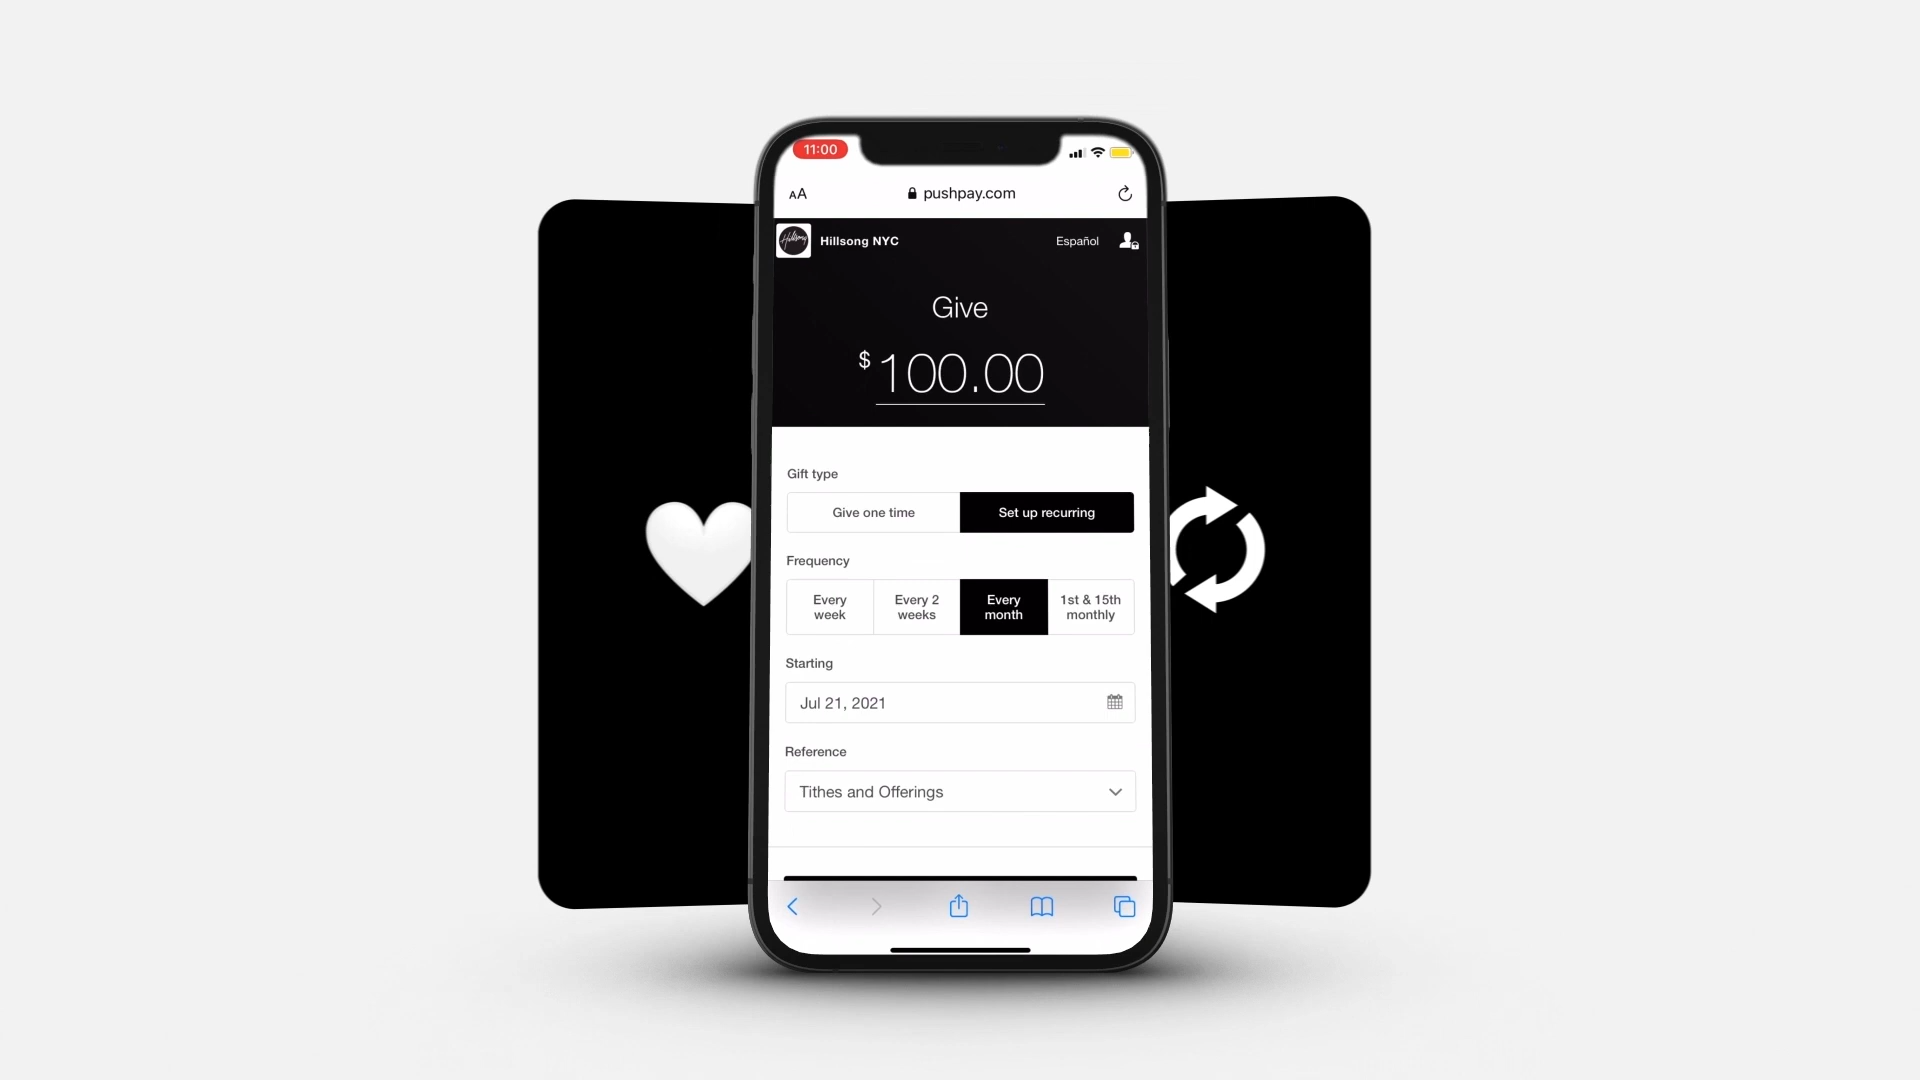 11:00
AA
pushpay.com
Hillsong
Hillsong NYC
Español
Give
$100.00
Gift type
Give one time
Set up recurring
Frequency
Every
week
Every 2
weeks
Every
month
1st & 15th
monthly
Starting
Jul 21, 2021
Reference
Tithes and Offerings